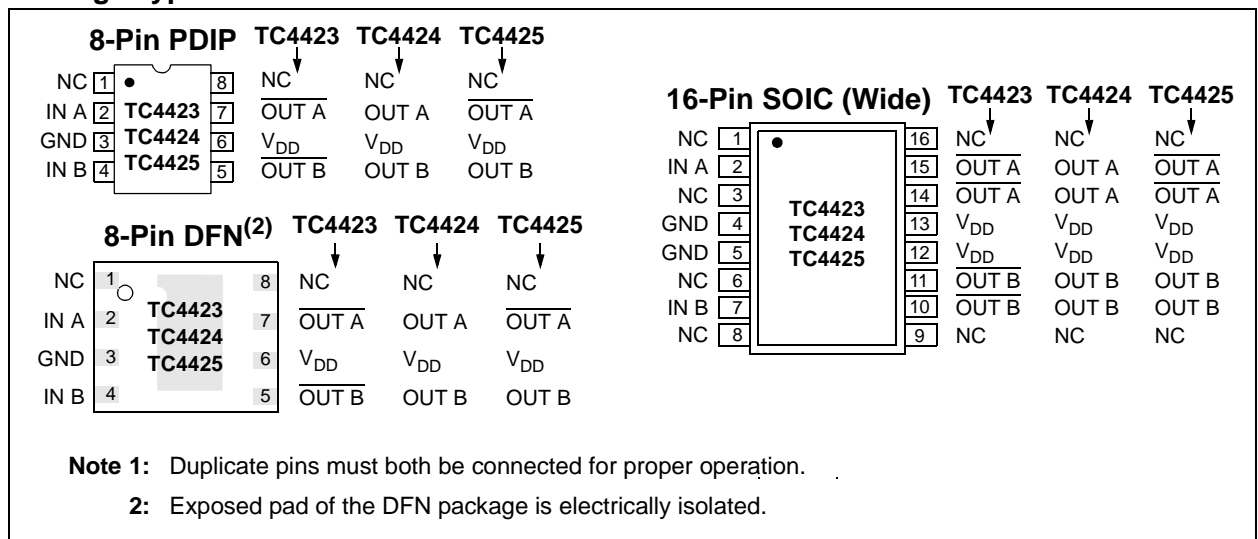 8-Pin PDIP TC4423 TC4424 TC4425
NC 1 8 NC NC NC
IN A 2 TC4423 7 OUT A OUT A OUT A
GND 3 TC4424 6 VDD VDD VDD
IN B 4 TC4425 5 OUT B OUT B OUT B
8-Pin DFN(2) TC4423 TC4424 TC4425
NC 1 8 NC NC NC
IN A 2 TC4423 7 OUT A OUT A OUT A
TC4424
GND 3 TC4425 6 VDD VDD VDD
IN B 4 5 OUT B OUT B OUT B
16-Pin SOIC (Wide) TC4423 TC4424 TC4425
NC 1 16 NC NC NC
IN A 2 15 OUT A OUT A OUT A
NC 3 14 OUT A OUT A OUT A
TC4423
GND 4 13 VDD VDD VDD
TC4424
GND 5 TC4425 12 VDD VDD VDD
NC 6 11 OUT B OUT B OUT B
IN B 7 10 OUT B OUT B OUT B
NC 8 9 NC NC NC
Note 1: Duplicate pins must both be connected for proper operation.
2: Exposed pad of the DFN package is electrically isolated.